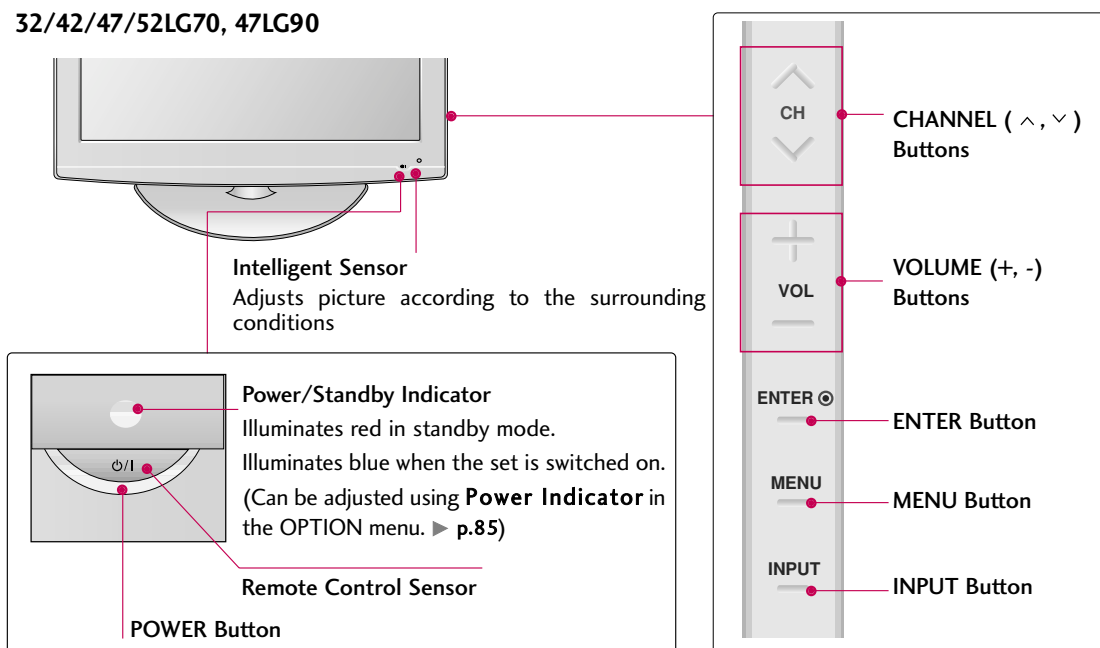 32/42/47/52LG70, 47LG90
Intelligent Sensor
Adjusts picture according to the surrounding
conditions
Power/Standby Indicator
Illuminates red in standby mode.
Illuminates blue when the set is switched on.
(Can be adjusted using Power Indicator in
the OPTION menu. ► p.85)
⏻/I
Remote Control Sensor
POWER Button
CH
CHANNEL ( ∧, ∨ )
Buttons
+
VOL
—
VOLUME (+, -)
Buttons
ENTER ⊙
ENTER Button
MENU
MENU Button
INPUT
INPUT Button